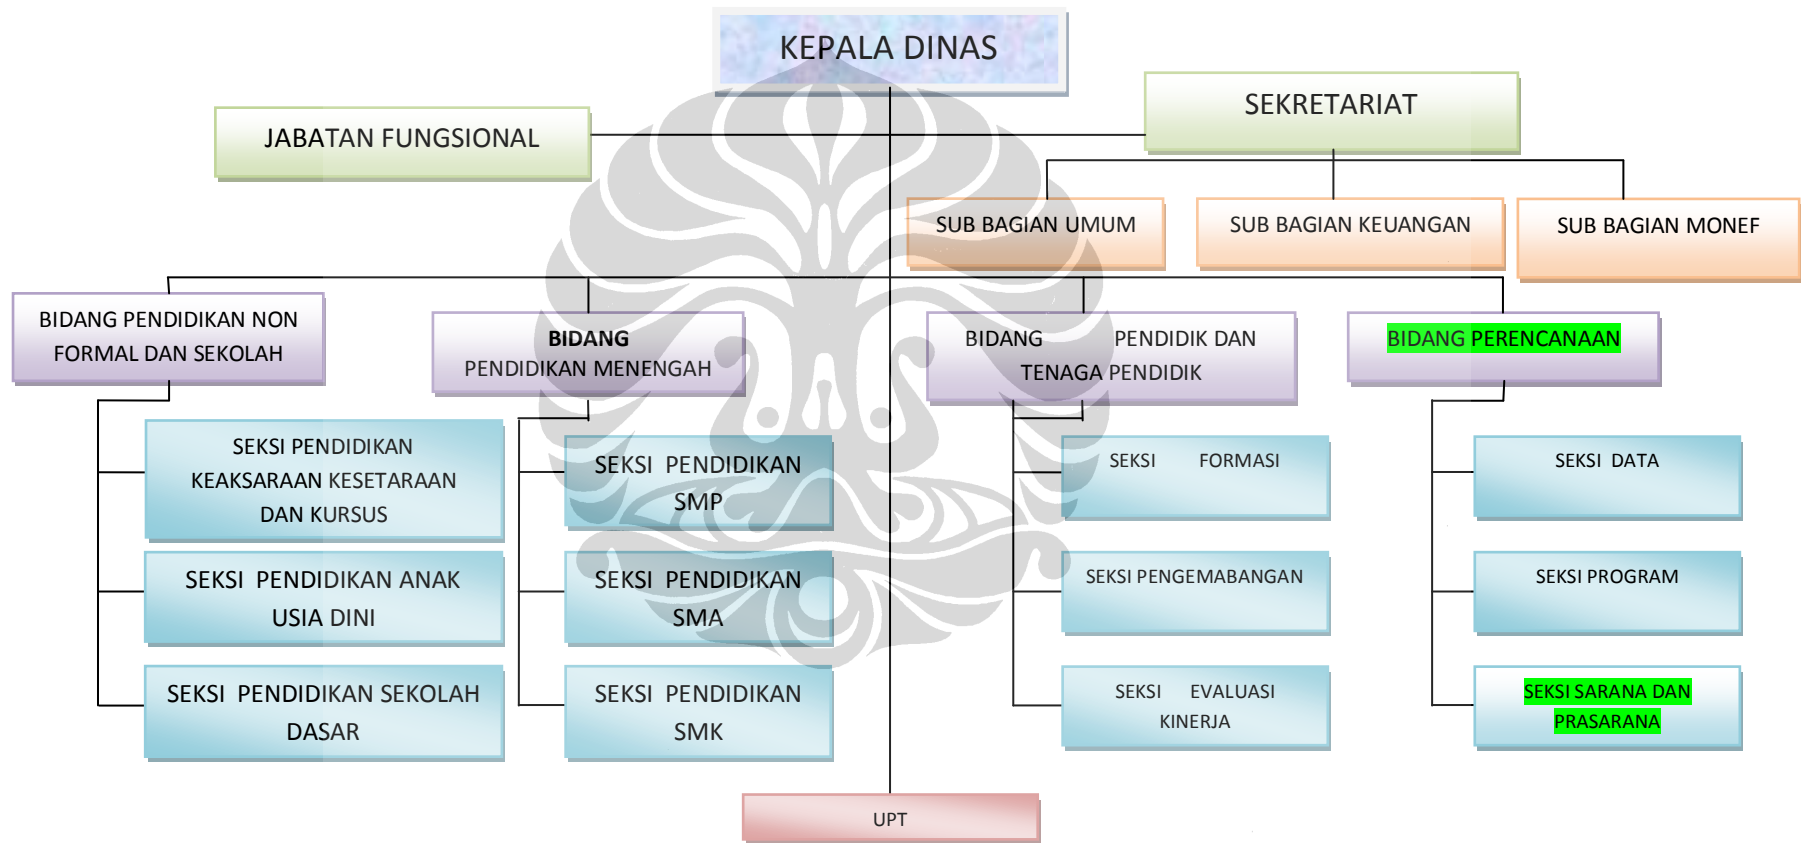 KEPALA DINAS
SEKRETARIAT
JABATAN FUNGSIONAL
SUB BAGIAN UMUM
SUB BAGIAN KEUANGAN
SUB BAGIAN MONEF
BIDANG PENDIDIKAN NON
FORMAL DAN SEKOLAH
BIDANG
PENDIDIKAN MENENGAH
BIDANG PENDIDIK DAN
TENAGA PENDIDIK
BIDANG PERENCANAAN
SEKSI PENDIDIKAN
KEAKSARAAN KESETARAAN
DAN KURSUS
SEKSI PENDIDIKAN
SMP
SEKSI FORMASI
SEKSI DATA
SEKSI PENDIDIKAN ANAK
USIA DINI
SEKSI PENDIDIKAN
SMA
SEKSI PENGEMABANGAN
SEKSI PROGRAM
SEKSI PENDIDIKAN SEKOLAH
DASAR
SEKSI PENDIDIKAN
SMK
SEKSI EVALUASI
KINERJA
SEKSI SARANA DAN
PRASARANA
UPT